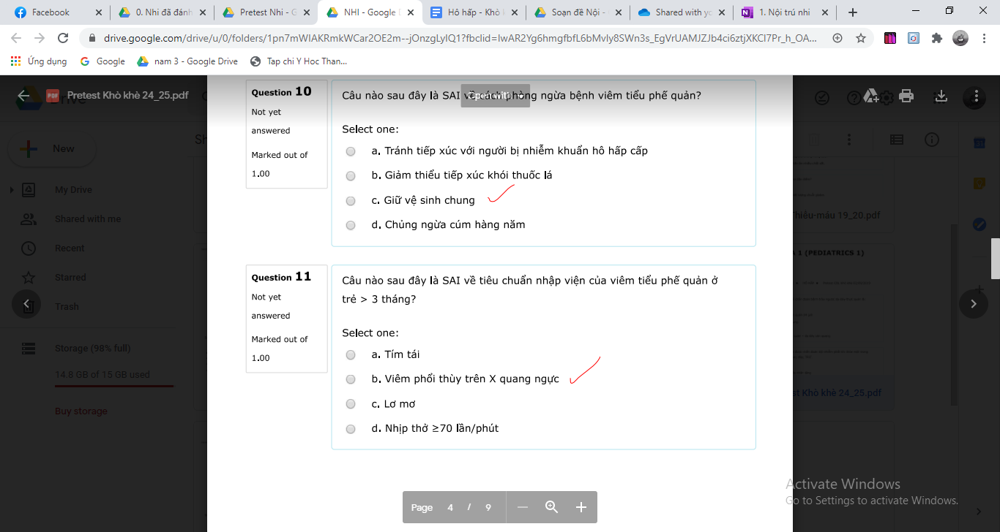 Facebook
0. Nhi đã đánh
Pretest Nhi - G
NHI - Google
Hô hấp - Khò
Soạn đề Nội -
Shared with yo
1. Nội trú nhi
drive.google.com/drive/u/0/folders/
Ứng dụng
Google
nam 3 - Google Drive
Tap chi Y Hoc Than...
Pretest Khò khè 24_25.pdf
Drive
New
My Drive
Shared with me
Recent
Starred
Trash
Storage (98% full)
14.8 GB of 15 GB used
Buy storage
Question 10
Not yet
answered
Marked out of
1.00
Câu nào sau đây là SAI về cách phòng ngừa bệnh viêm tiểu phế quản?
Select one:
a. Tránh tiếp xúc với người bị nhiễm khuẩn hô hấp cấp
b. Giảm thiểu tiếp xúc khói thuốc lá
c. Giữ vệ sinh chung
d. Chủng ngừa cúm hàng năm
Question 11
Not yet
answered
Marked out of
1.00
Câu nào sau đây là SAI về tiêu chuẩn nhập viện của viêm tiểu phế quản ở
trẻ > 3 tháng?
Select one:
a. Tím tái
b. Viêm phổi thùy trên X quang ngực
c. Lơ mơ
d. Nhịp thở ≥70 lần/phút
Page 4 / 9
19_20.pdf
1 (PEDIATRICS 1)
st Khò khè 24_25.pdf
Activate Windows
Go to Settings to activate Windows.